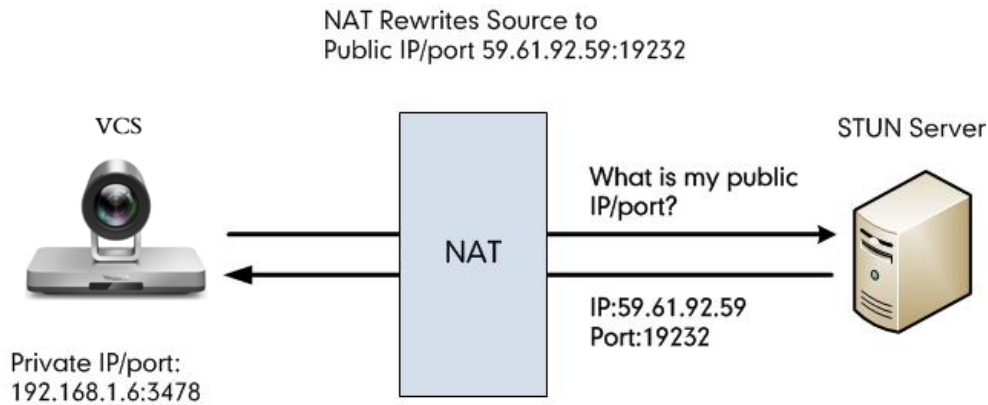 NAT Rewrites Source to
Public IP/port 59.61.92.59:19232
VCS
STUN Server
What is my public
IP/port?
NAT
IP:59.61.92.59
Port:19232
Private IP/port:
192.168.1.6:3478